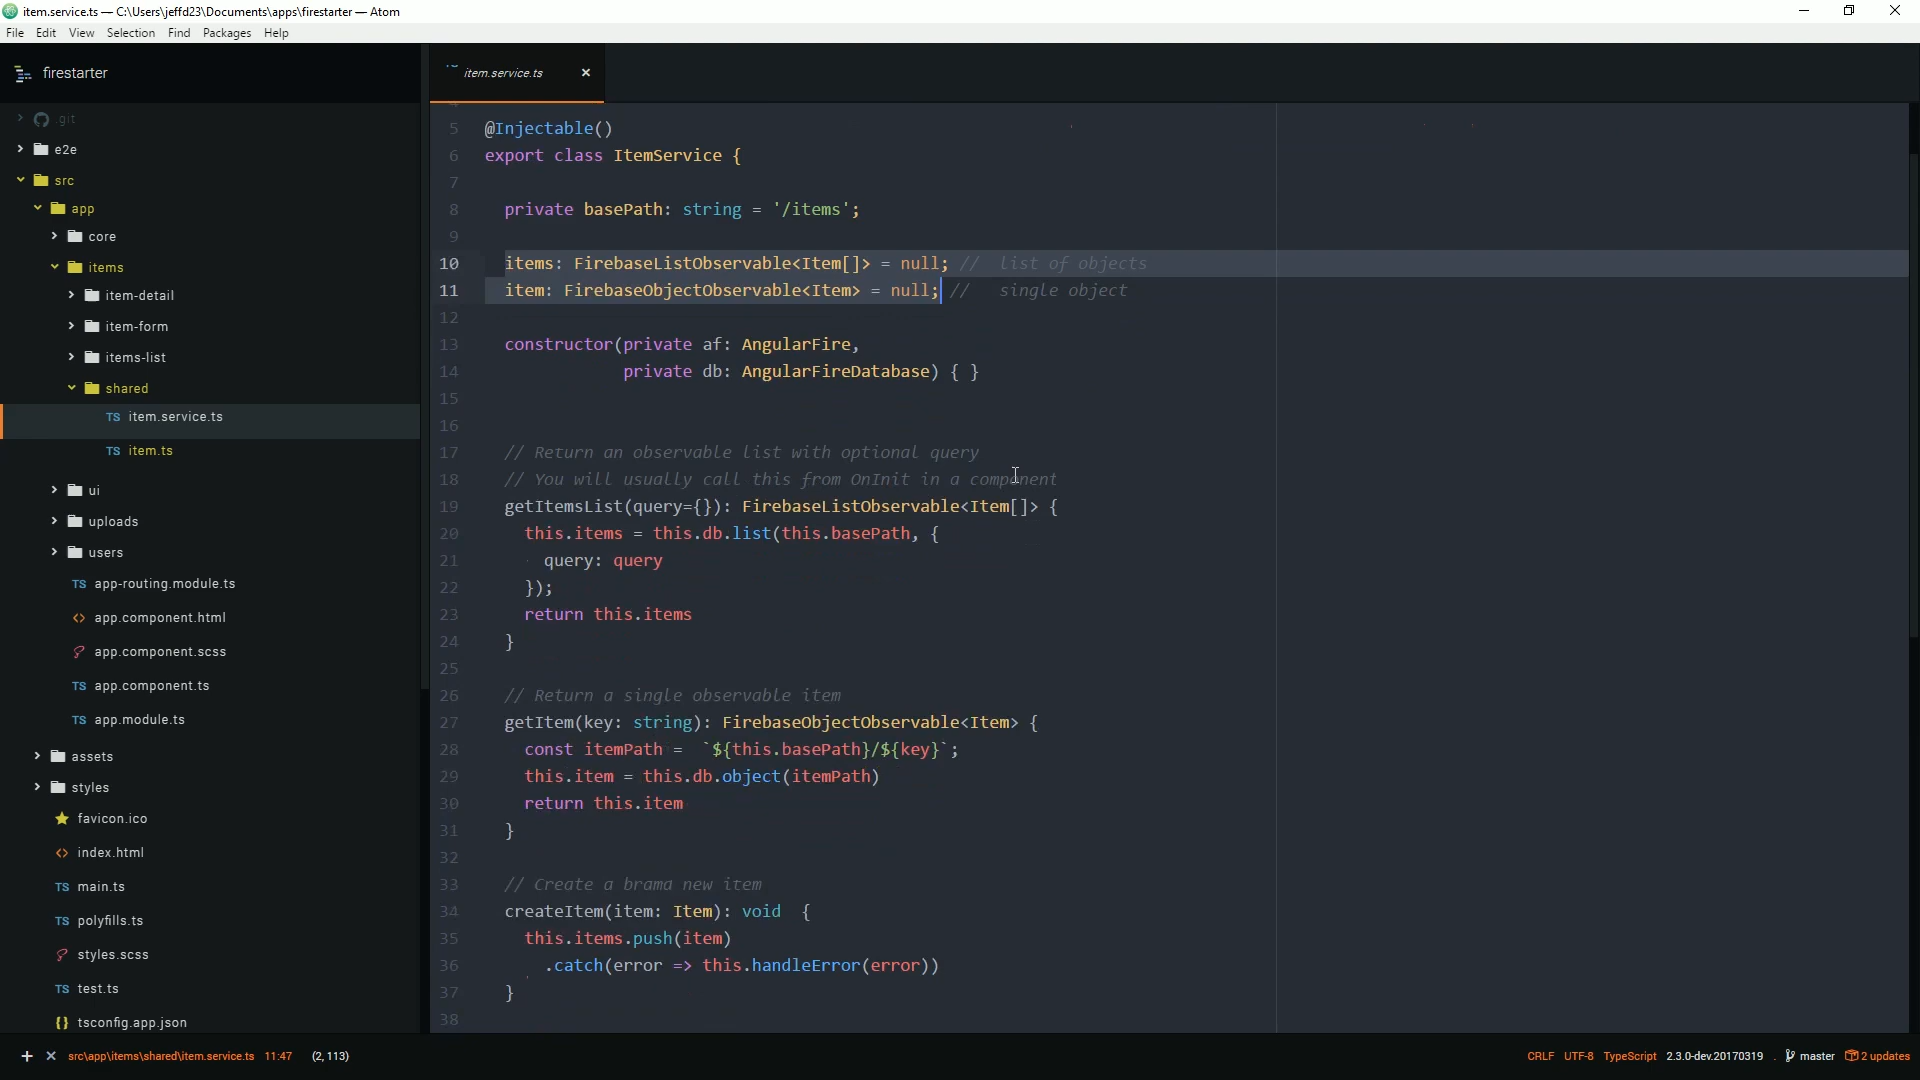 item.service.ts — C:\Users\jeffd23\Documents\apps\firestarter — Atom
File Edit View Selection Find Packages Help
firestarter
.git
e2e
src
app
core
items
item-detail
item-form
items-list
shared
TS item.service.ts
TS item.ts
ui
uploads
users
TS app-routing.module.ts
<> app.component.html
app.component.scss
TS app.component.ts
TS app.module.ts
assets
styles
favicon.ico
<> index.html
TS main.ts
TS polyfills.ts
styles.scss
TS test.ts
{} tsconfig.app.json
item.service.ts
5 @Injectable()
6 export class ItemService {
7
8 private basePath: string = '/items';
9
10 items: FirebaseListObservable<Item[]> = null; // list of objects
11 item: FirebaseObjectObservable<Item> = null; // single object
12
13 constructor(private af: AngularFire,
14 private db: AngularFireDatabase) { }
15
16
17 // Return an observable list with optional query
18 // You will usually call this from OnInit in a component
19 getItemsList(query={}): FirebaseListObservable<Item[]> {
20 this.items = this.db.list(this.basePath, {
21 query: query
22 });
23 return this.items
24 }
25
26 // Return a single observable item
27 getItem(key: string): FirebaseObjectObservable<Item> {
28 const itemPath = `${this.basePath}/${key}`;
29 this.item = this.db.object(itemPath)
30 return this.item
31 }
32
33 // Create a brama new item
34 createItem(item: Item): void {
35 this.items.push(item)
36 .catch(error => this.handleError(error))
37 }
38
src\app\items\shared\item.service.ts 11:47 (2, 113)
CRLF UTF-8 TypeScript 2.3.0-dev.20170319 master 2 updates